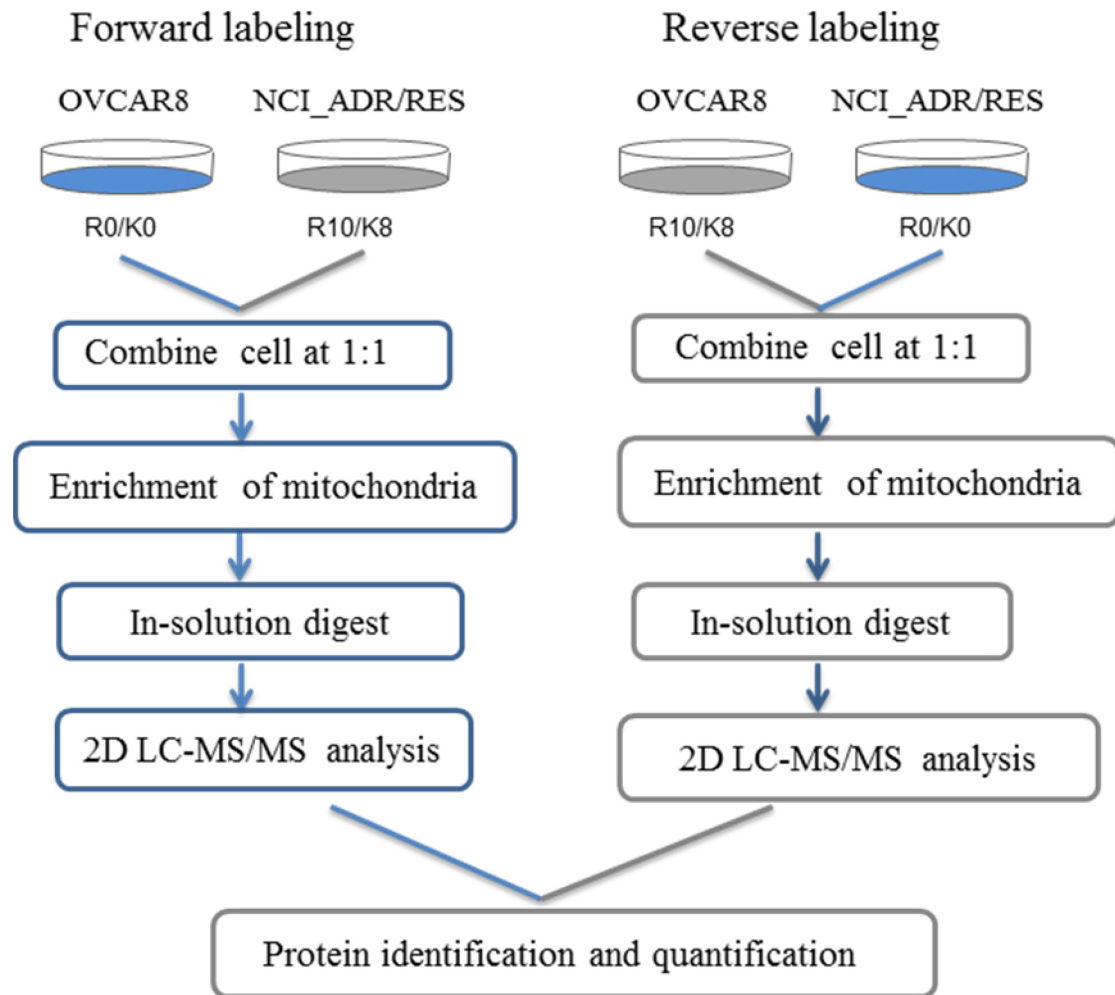 Forward labeling
Reverse labeling
OVCAR8
NCI_ADR/RES
OVCAR8
NCI_ADR/RES
R0/K0
R10/K8
R10/K8
R0/K0
Combine cell at 1:1
Combine cell at 1:1
Enrichment of mitochondria
Enrichment of mitochondria
In-solution digest
In-solution digest
2D LC-MS/MS analysis
2D LC-MS/MS analysis
Protein identification and quantification